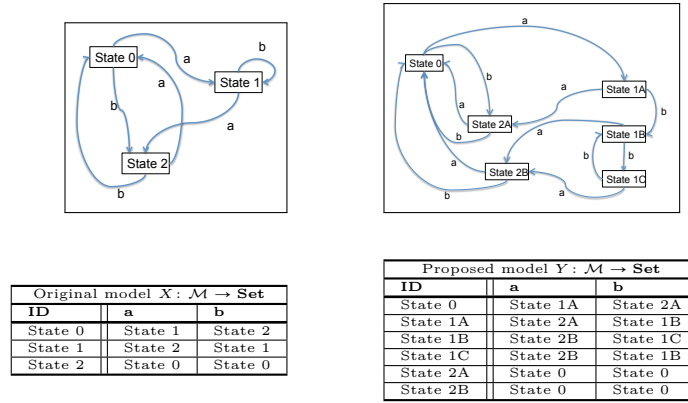 a
b
State 0
a
State 1
a
b
a
State 2
b
a
State 0
b
State 1A
a
a
b
State 2A
b
a
State 1B
b
a
State 2B
b
State 1C
b
a
Original model X: M → Set
ID a b
State 0 State 1 State 2
State 1 State 2 State 1
State 2 State 0 State 0
Proposed model Y: M → Set
ID a b
State 0 State 1A State 2A
State 1A State 2A State 1B
State 1B State 2B State 1C
State 1C State 2B State 1B
State 2A State 0 State 0
State 2B State 0 State 0